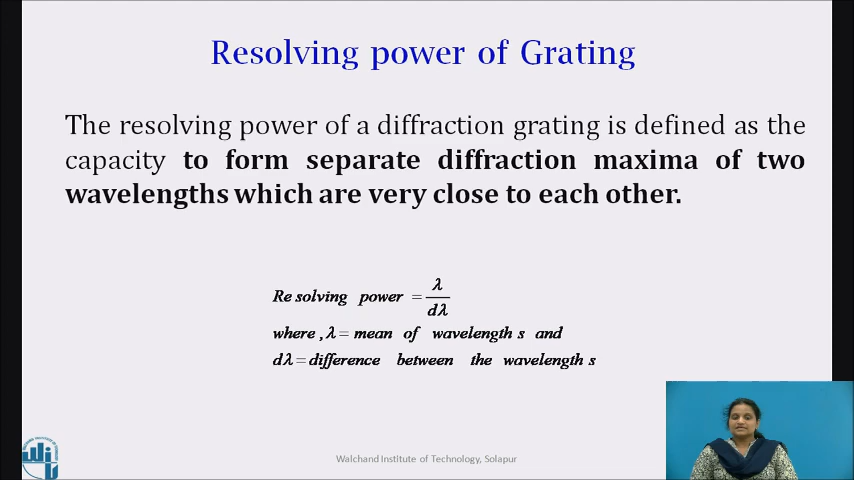 Resolving power of Grating
The resolving power of a diffraction grating is defined as the
capacity to form separate diffraction maxima of two
wavelengths which are very close to each other.
Re solving power = λ / dλ
where , λ = mean of wavelength s and
dλ = difference between the wavelength s
Walchand Institute of Technology, Solapur